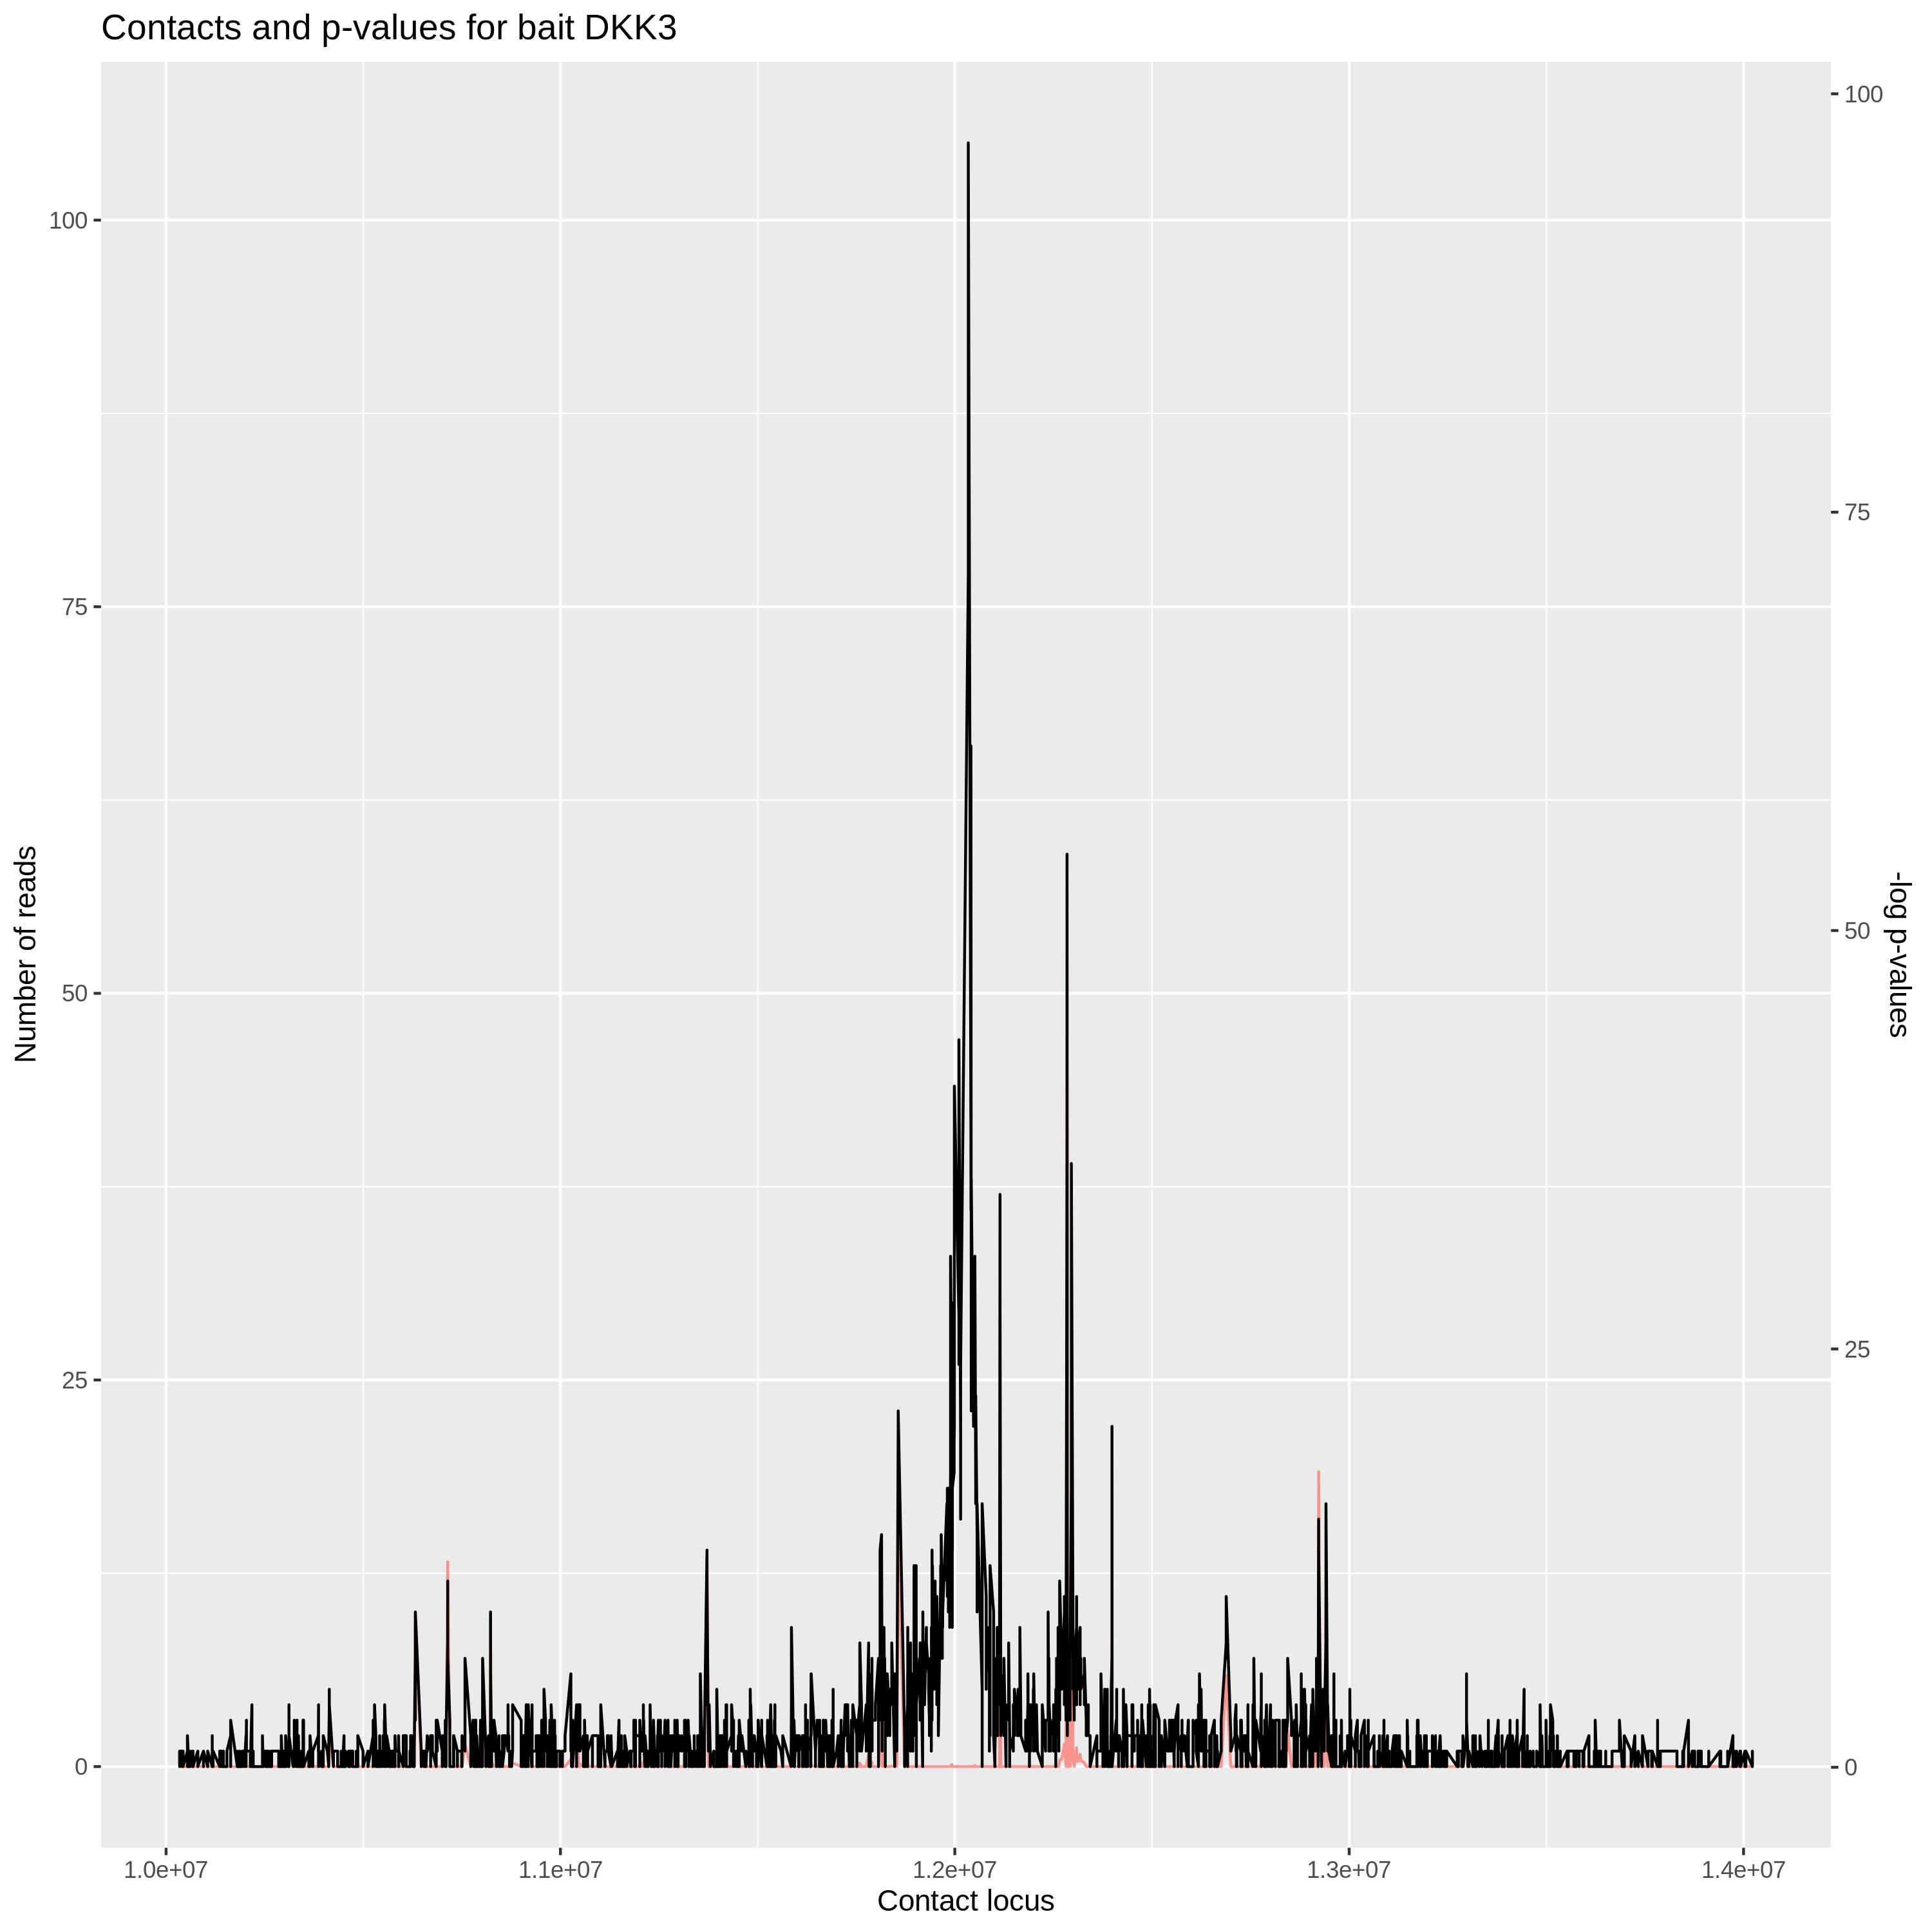 Contacts and p-values for bait DKK3
Number of reads
100
75
50
25
0
100
75
50
25
0
-log p-values
1.0e+07
1.1e+07
1.2e+07
1.3e+07
1.4e+07
Contact locus